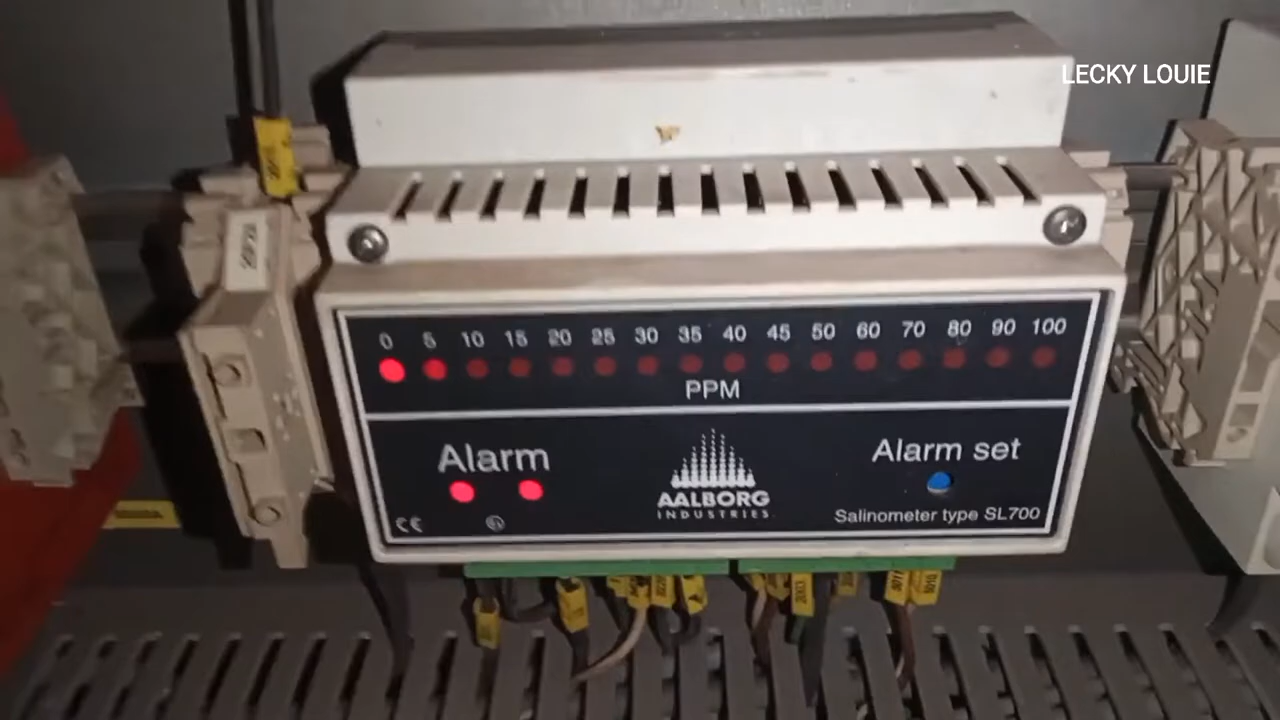 LECKY LOUIE
0 5 10 15 20 25 30 35 40 45 50 60 70 80 90 100
PPM
Alarm
Alarm set
AALBORG
INDUSTRIES
Salinometer type SL700
CE
2003